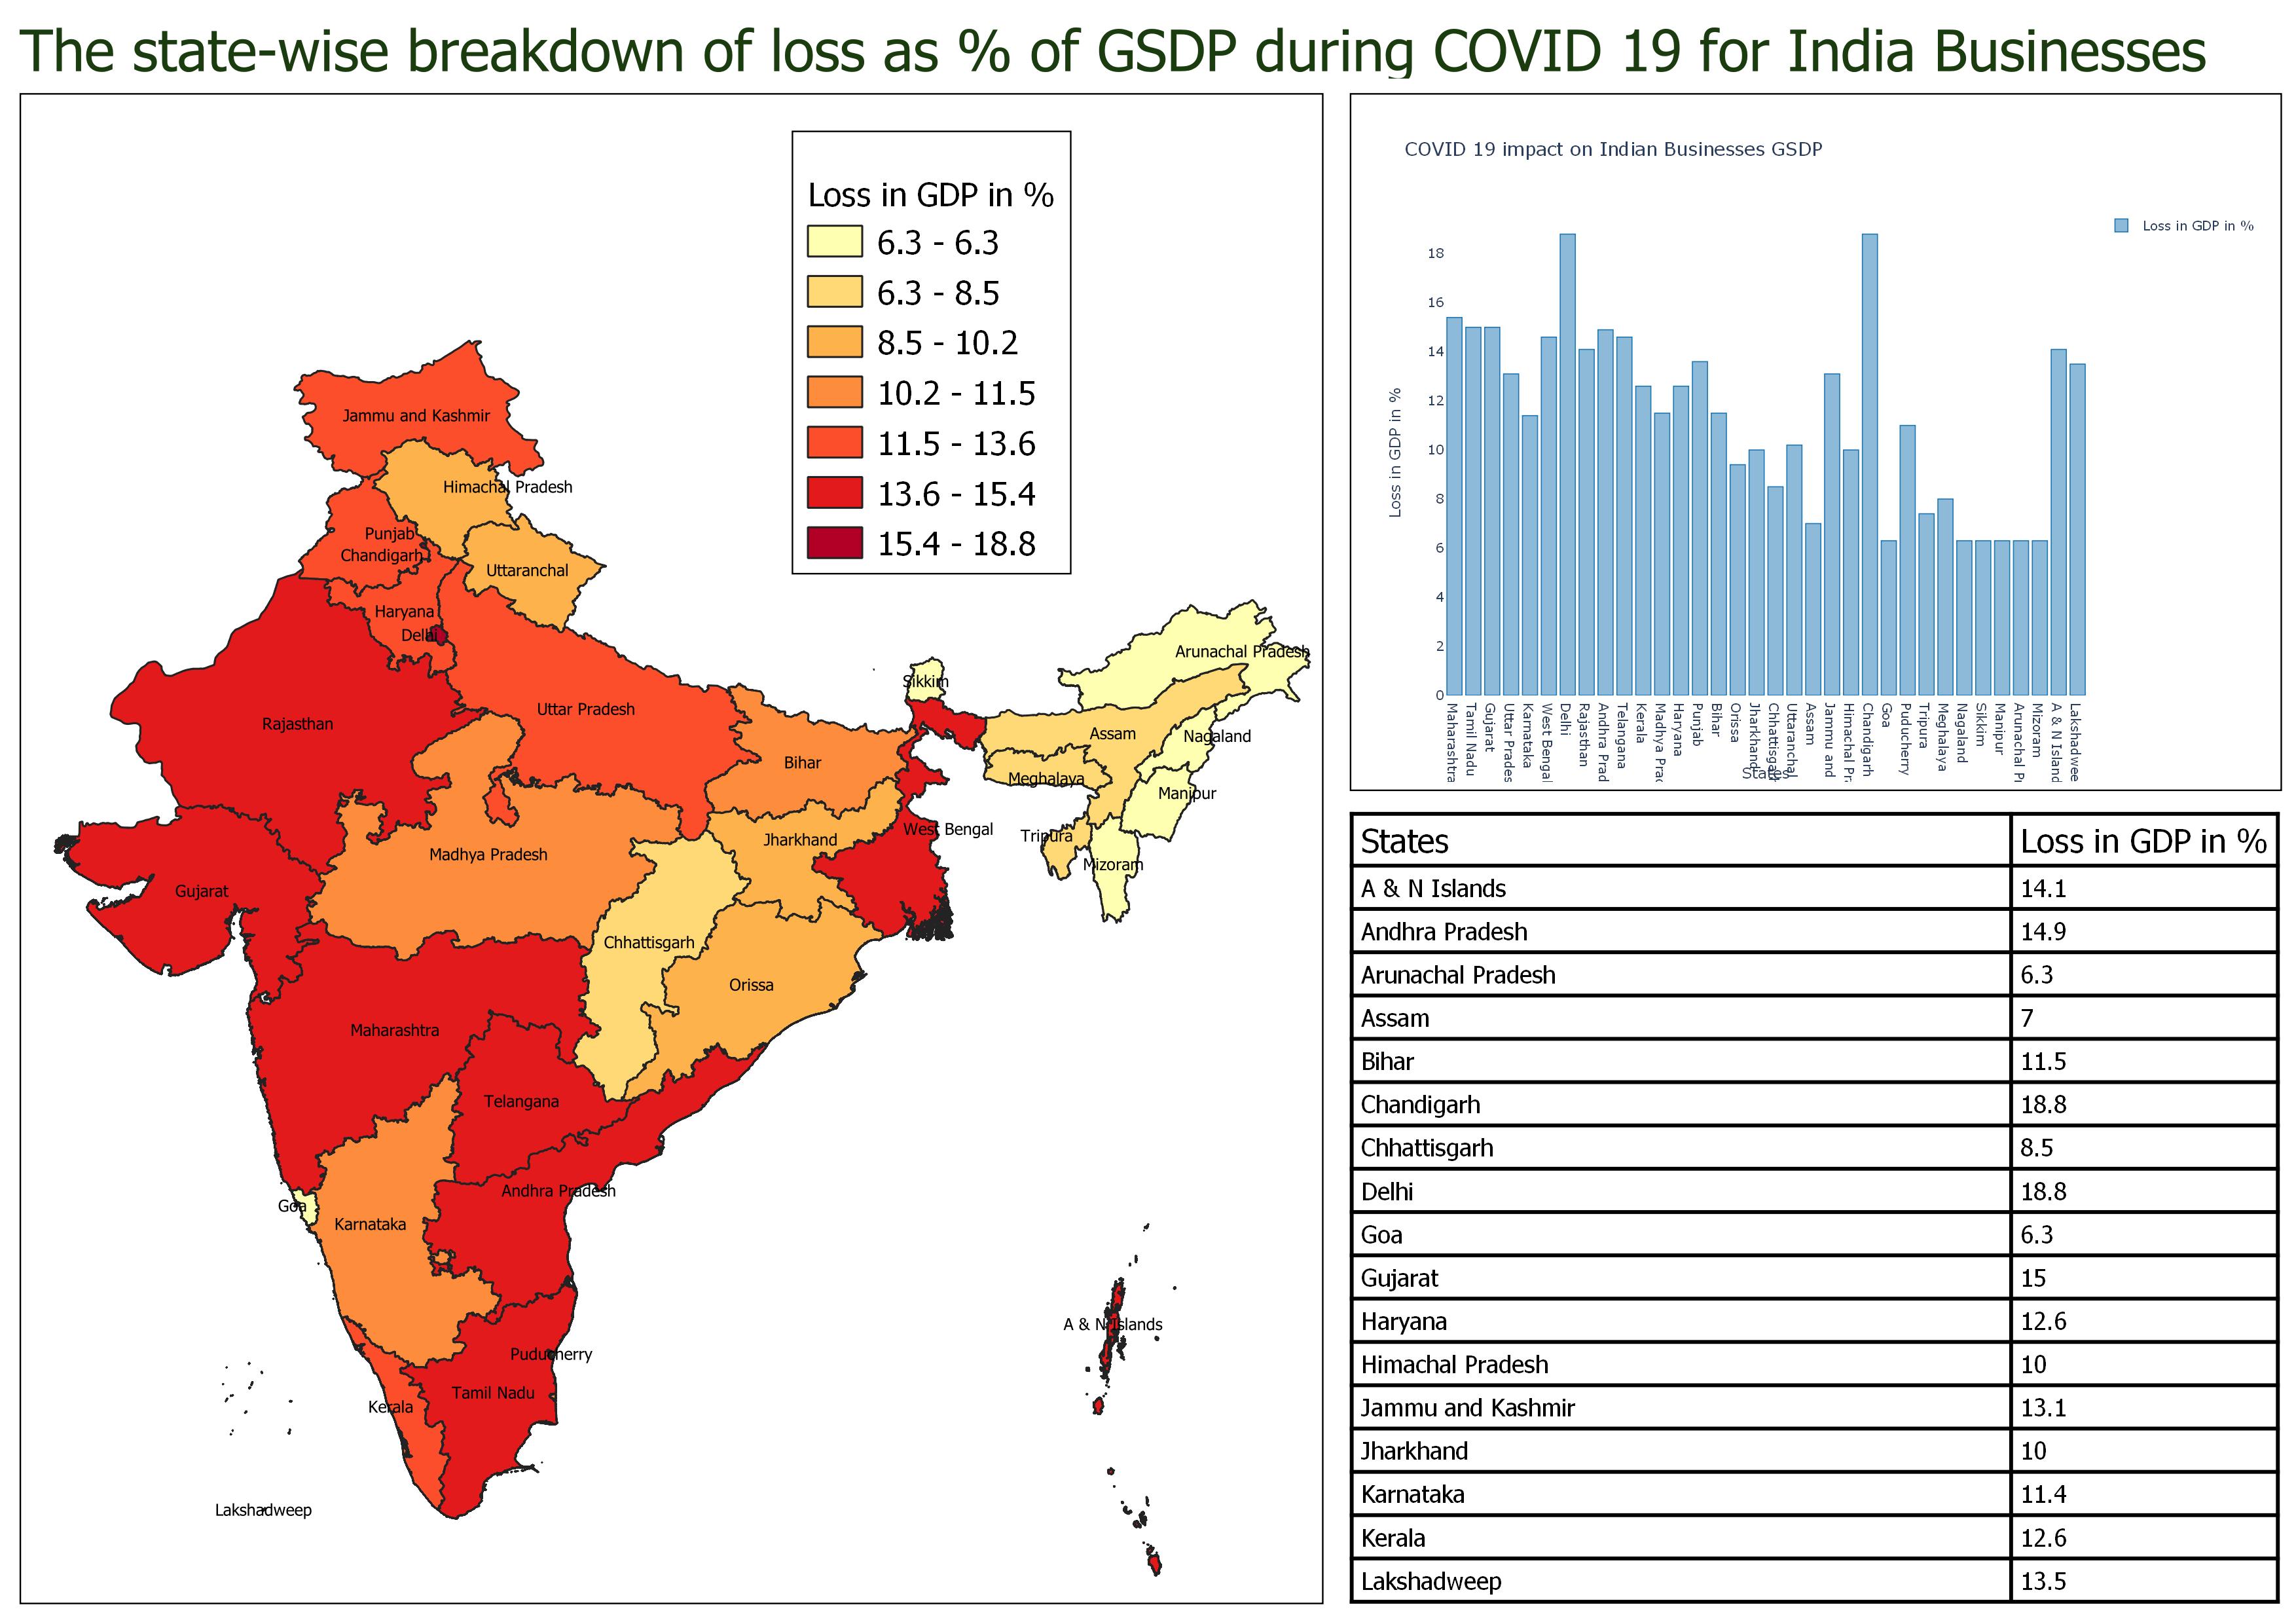 The state-wise breakdown of loss as % of GSDP during COVID 19 for India Businesses
Loss in GDP in %
6.3 - 6.3
6.3 - 8.5
8.5 - 10.2
10.2 - 11.5
11.5 - 13.6
13.6 - 15.4
15.4 - 18.8
Jammu and Kashmir
Himachal Pradesh
Punjab
Chandigarh
Uttaranchal
Haryana
Delhi
Arunachal Pradesh
Sikkim
Rajasthan
Uttar Pradesh
Assam
Nagaland
Bihar
Meghalaya
Manipur
West Bengal
Tripura
Jharkhand
Madhya Pradesh
Mizoram
Gujarat
Chhattisgarh
Orissa
Maharashtra
Telangana
Andhra Pradesh
Goa
Karnataka
A & N Islands
Puducherry
Tamil Nadu
Kerala
Lakshadweep
COVID 19 impact on Indian Businesses GSDP
Loss in GDP in %
18
16
14
12
10
8
6
4
2
0
Loss in GDP in %
Maharashtra
Tamil Nadu
Gujarat
Uttar Prades
Karnataka
West Bengal
Delhi
Rajasthan
Andhra Prad
Telangana
Kerala
Madhya Prac
Haryana
Punjab
Bihar
Orissa
Jharkhand
Chhattisgarh
Uttaranchal
Assam
Jammu and
Himachal Pr
Chandigarh
Goa
Puducherry
Tripura
Meghalaya
Nagaland
Sikkim
Manipur
Arunachal Pr
Mizoram
A & N Island
Lakshadwee
States
States Loss in GDP in %
A & N Islands 14.1
Andhra Pradesh 14.9
Arunachal Pradesh 6.3
Assam 7
Bihar 11.5
Chandigarh 18.8
Chhattisgarh 8.5
Delhi 18.8
Goa 6.3
Gujarat 15
Haryana 12.6
Himachal Pradesh 10
Jammu and Kashmir 13.1
Jharkhand 10
Karnataka 11.4
Kerala 12.6
Lakshadweep 13.5